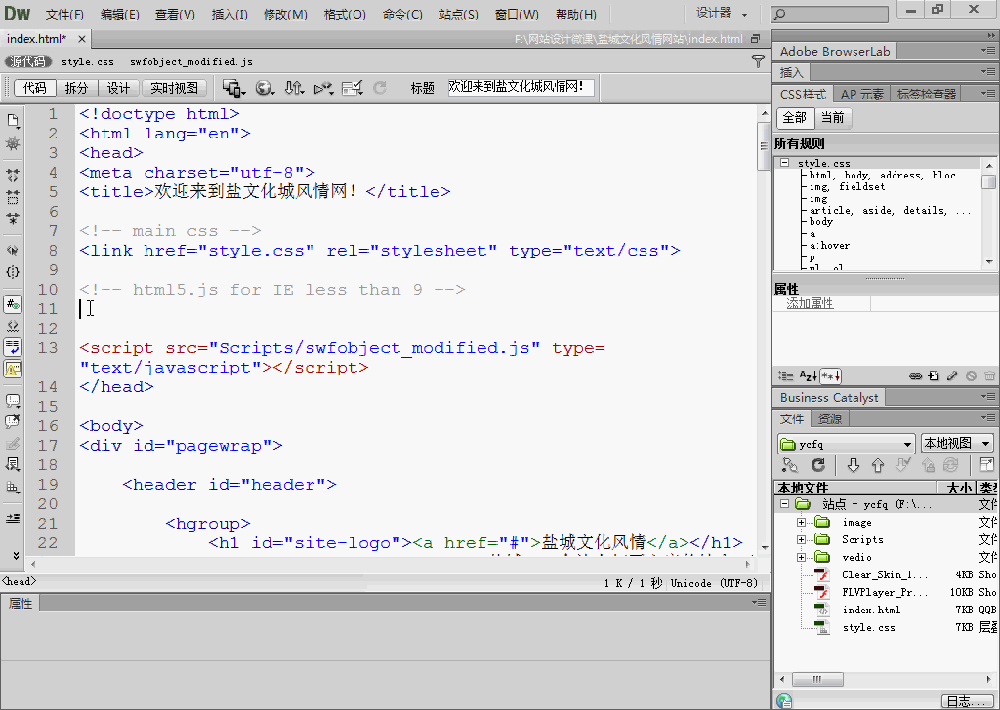 Dw 文件(F) 编辑(E) 查看(V) 插入(I) 修改(M) 格式(O) 命令(C) 站点(S) 窗口(W) 帮助(H) 设计器
index.html* × F:\网站设计微课\盐城文化风情网站\index.html
源代码 style.css swfobject_modified.js
代码 拆分 设计 实时视图 标题: 欢迎来到盐文化城风情网!
1 <!doctype html>
2 <html lang="en">
3 <head>
4 <meta charset="utf-8">
5 <title>欢迎来到盐文化城风情网! </title>
6
7 <!-- main css -->
8 <link href="style.css" rel="stylesheet" type="text/css">
9
10 <!-- html5.js for IE less than 9 -->
11
12
13 <script src="Scripts/swfobject_modified.js" type=
"text/javascript"></script>
14 </head>
15
16 <body>
17 <div id="pagewrap">
18
19 <header id="header">
20
21 <hgroup>
22 <h1 id="site-logo"><a href="#">盐城文化风情</a></h1>
<head> 1 K / 1 秒 Unicode (UTF-8)
属性
Adobe BrowserLab
插入
CSS样式 AP 元素 标签检查器
全部 当前
所有规则
style.css
html, body, address, bloc...
img, fieldset
img
article, aside, details, ...
body
a
a:hover
p
ul, ol
属性
添加属性
Business Catalyst
文件 资源
ycfq 本地视图
本地文件 大小 类
站点 - ycfq (F:\... 文件
image 文件
Scripts 文件
vedio 文件
Clear_Skin_1... 4KB Sho
FLVPlayer_Pr... 10KB Sho
index.html 7KB QQB
style.css 7KB 层
日志...